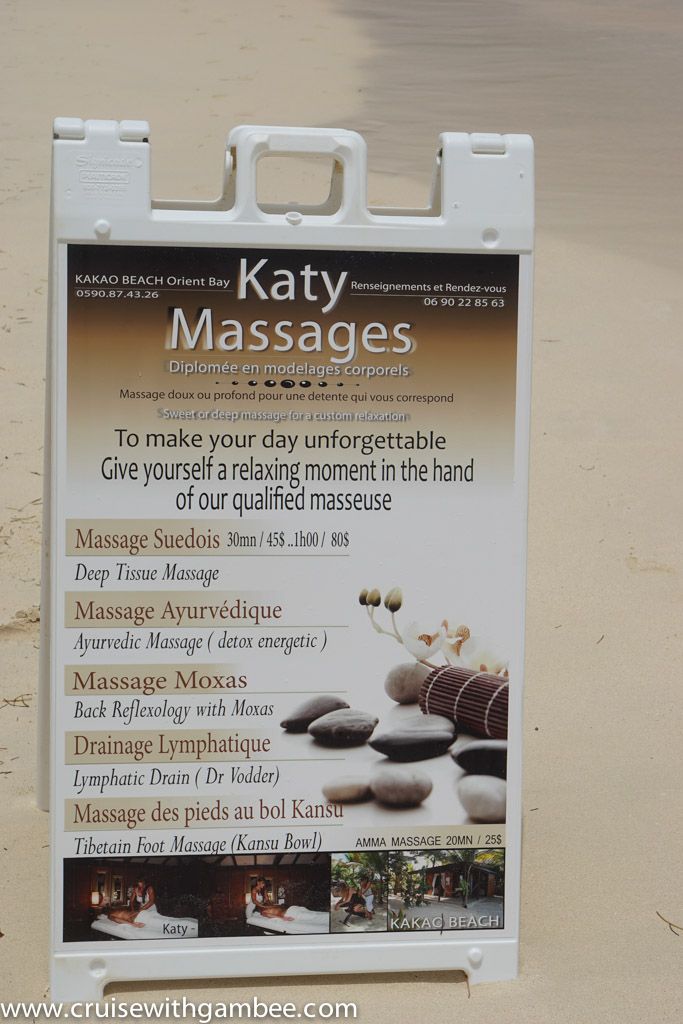 KAKAO BEACH Orient Bay
0590.87.43.26
Katy
Renseignements et Rendez-vous
06 90 22 85 63
Massages
Diplomée en modelages corporels
Massage doux ou profond pour une detente qui vous correspond
Sweet or deep massage for a custom relaxation
To make your day unforgettable
Give yourself a relaxing moment in the hand
of our qualified masseuse
Massage Suedois 30mn / 45$ ..1h00 / 80$
Deep Tissue Massage
Massage Ayurvédique
Ayurvedic Massage ( detox energetic )
Massage Moxas
Back Reflexology with Moxas
Drainage Lymphatique
Lymphatic Drain ( Dr Vodder)
Massage des pieds au bol Kansu
Tibetain Foot Massage (Kansu Bowl)
AMMA MASSAGE 20MN / 25$
Katy -
KAKAO BEACH
www.cruisewithgambee.com